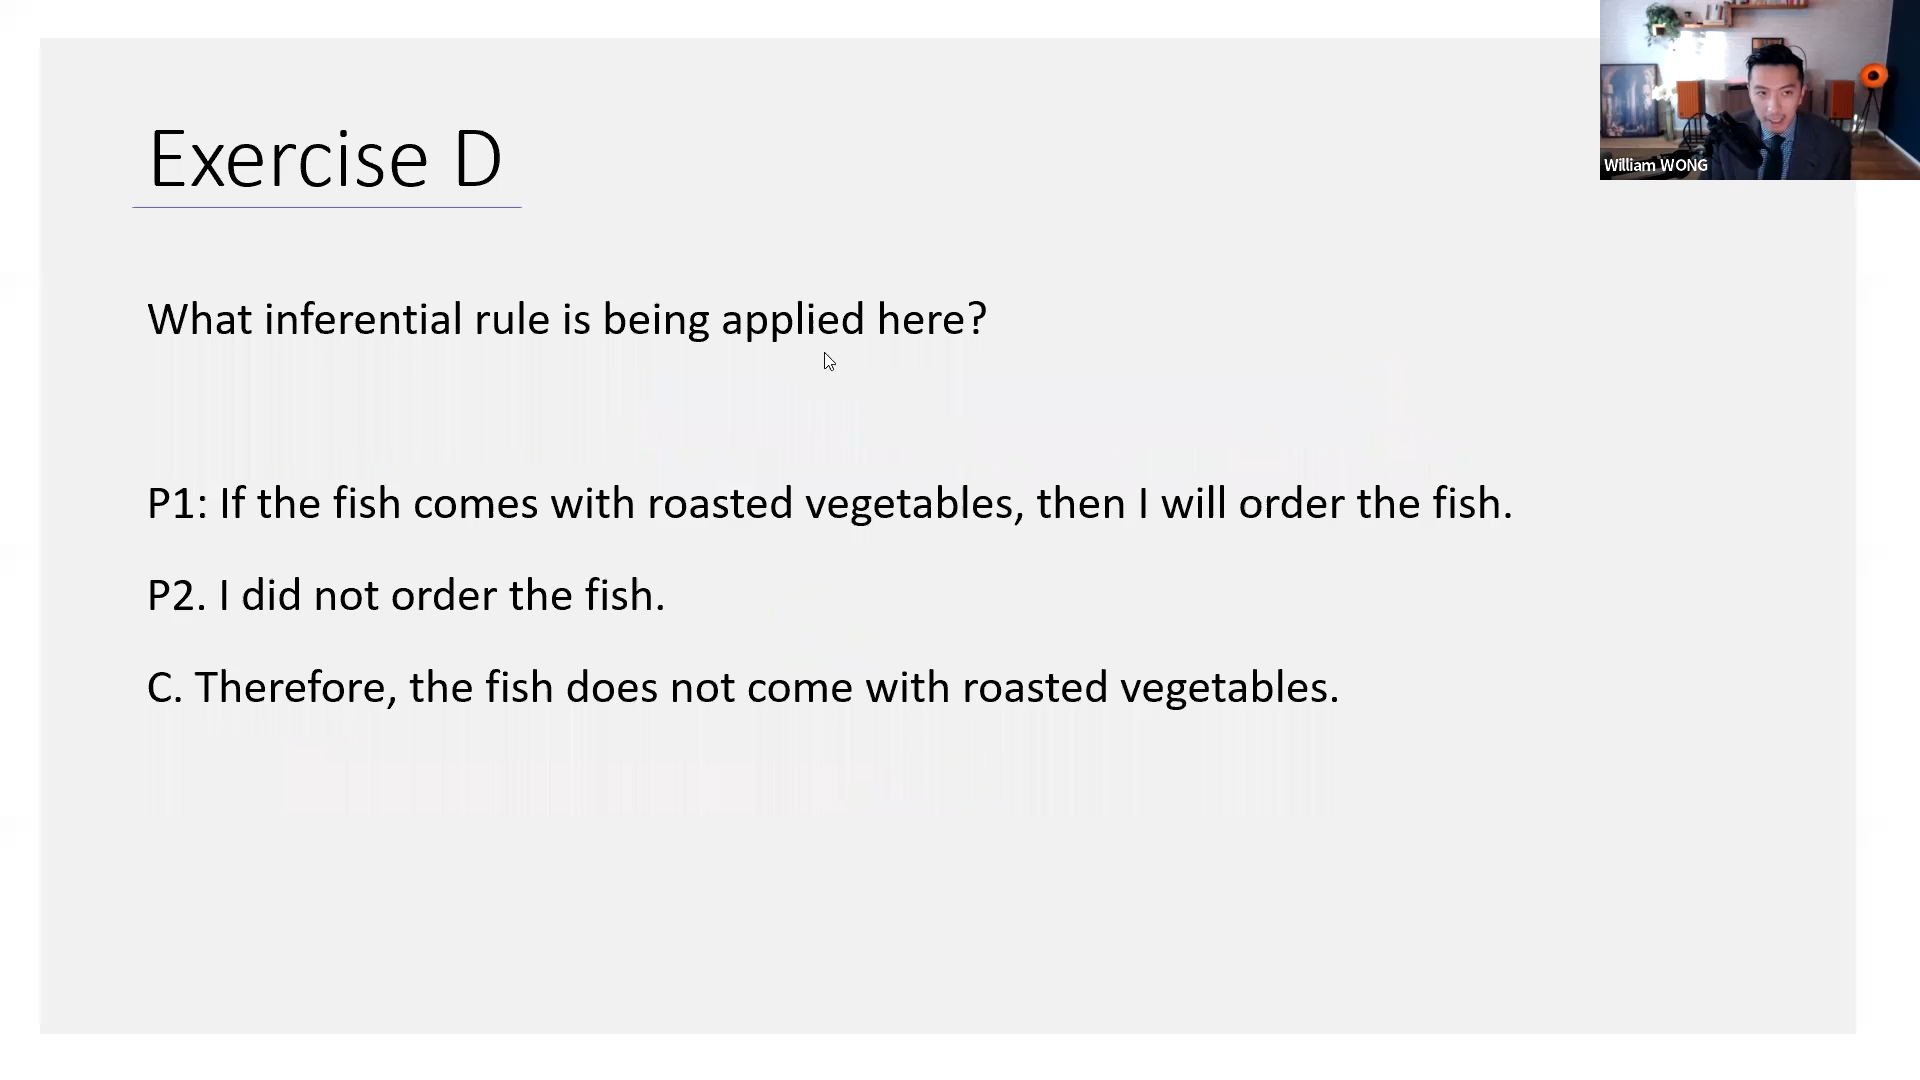 Exercise D
William WONG
What inferential rule is being applied here?
P1: If the fish comes with roasted vegetables, then I will order the fish.
P2. I did not order the fish.
C. Therefore, the fish does not come with roasted vegetables.